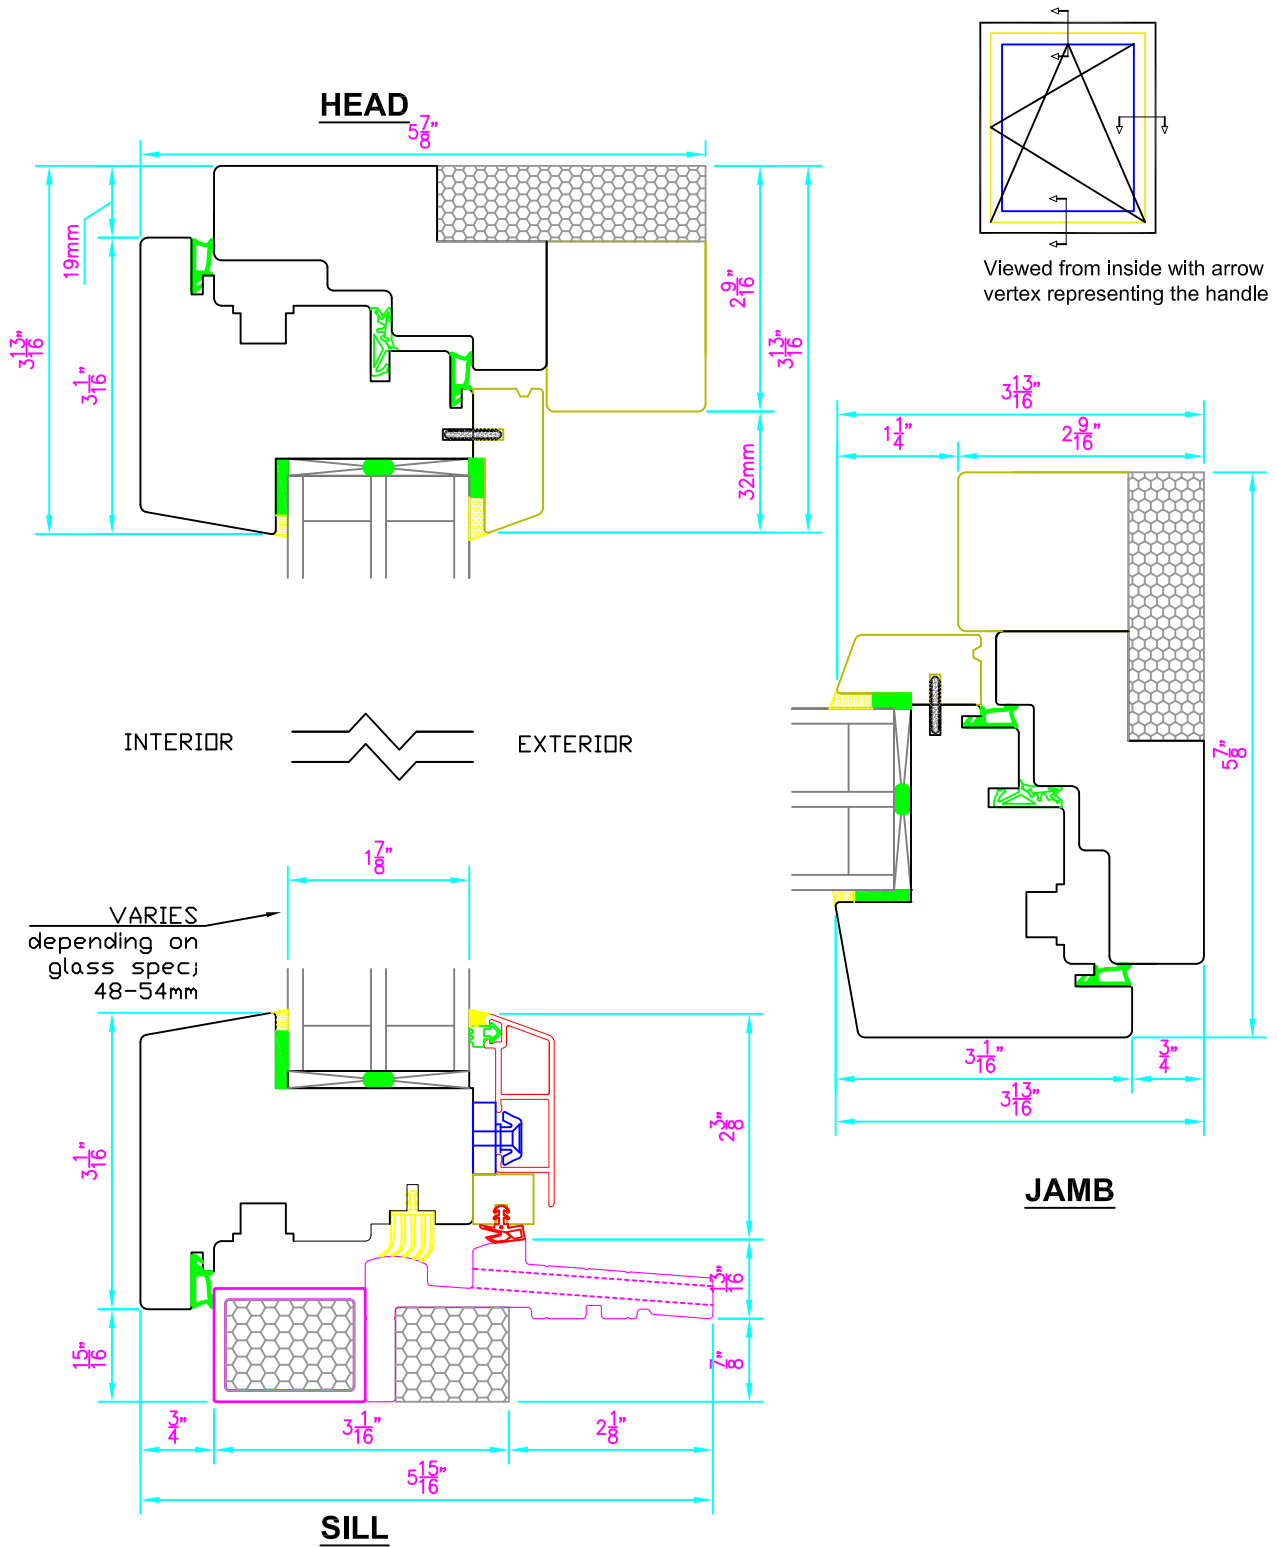 HEAD
5 7/8"
19mm
3 13/16"
3 1/16"
2 9/16"
3 13/16"
32mm
Viewed from inside with arrow
vertex representing the handle
3 13/16"
1 1/4"
2 9/16"
5 7/8"
3 1/16"
3/4"
3 13/16"
JAMB
INTERIOR
EXTERIOR
1 7/8"
VARIES
depending on
glass spec;
48-54mm
3 1/16"
15/16"
2 3/8"
13/16"
7/8"
3/4"
3 1/16"
2 1/8"
5 15/16"
SILL